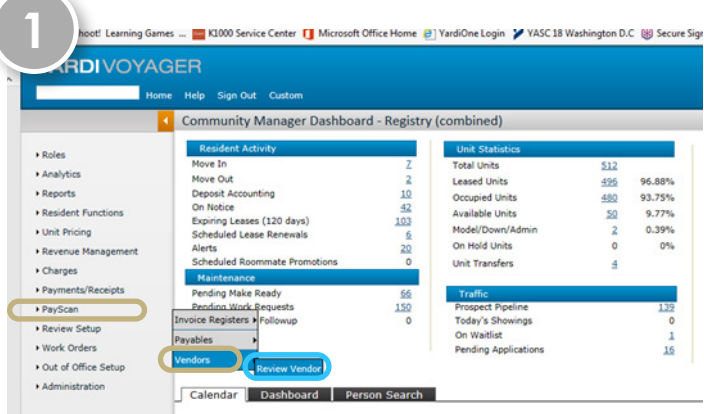 1
hoot! Learning Games ... K1000 Service Center Microsoft Office Home YardiOne Login YASC 18 Washington D.C Secure Sign
ARDI VOYAGER
Home Help Sign Out Custom
Community Manager Dashboard - Registry (combined)
Roles
Analytics
Reports
Resident Functions
Unit Pricing
Revenue Management
Charges
Payments/Receipts
PayScan
Review Setup
Work Orders
Out of Office Setup
Administration
Resident Activity
Move In 7
Move Out 2
Deposit Accounting 10
On Notice 42
Expiring Leases (120 days) 103
Scheduled Lease Renewals 6
Alerts 20
Scheduled Roommate Promotions 0
Maintenance
Pending Make Ready 66
Pending Work Requests 150
Followup 0
Invoice Registers
Payables
Vendors
Review Vendor
Unit Statistics
Total Units 512
Leased Units 496 96.88%
Occupied Units 480 93.75%
Available Units 50 9.77%
Model/Down/Admin 2 0.39%
On Hold Units 0 0%
Unit Transfers 4
Traffic
Prospect Pipeline 139
Today's Showings 0
On Waitlist 1
Pending Applications 16
Calendar Dashboard Person Search